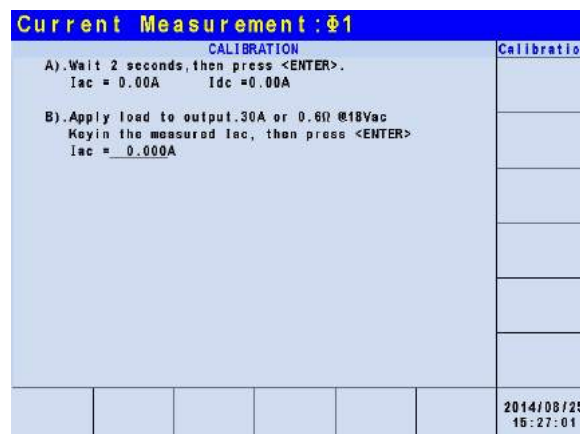 Current Measurement:Φ1
CALIBRATION
Calibratio
A).Wait 2 seconds,then press <ENTER>.
Iac = 0.00A Idc =0.00A
B).Apply load to output.30A or 0.6Ω @18Vac
Keyin the measured Iac, then press <ENTER>
Iac = 0.000A
2014/08/25
15:27:01